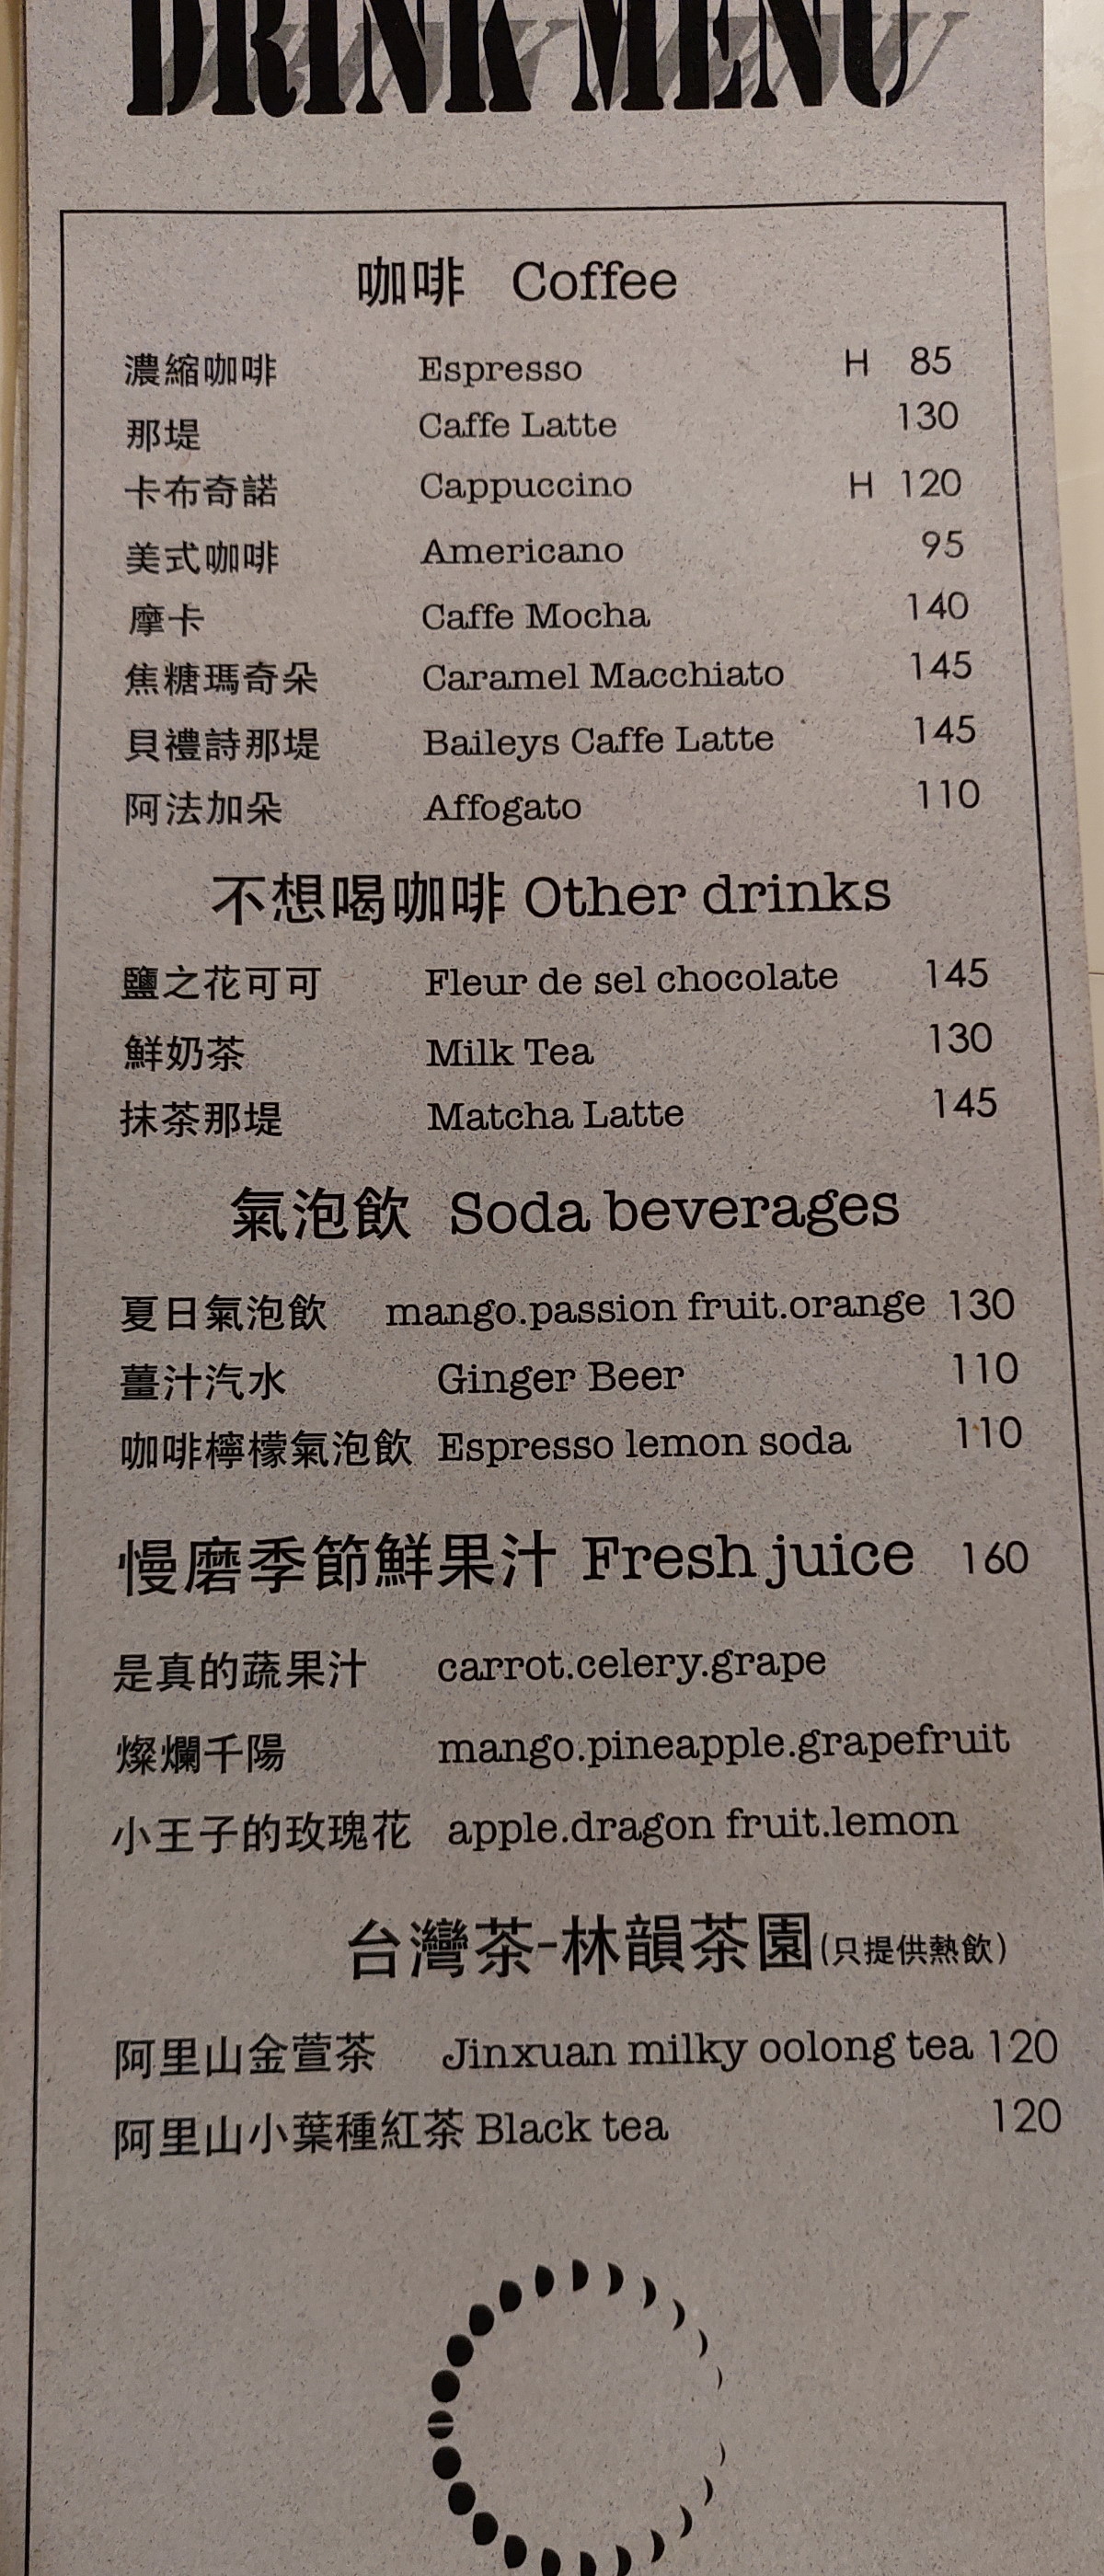 DRINK MENU
咖啡 Coffee
濃縮咖啡 Espresso H 85
那堤 Caffe Latte 130
卡布奇諾 Cappuccino H 120
美式咖啡 Americano 95
摩卡 Caffe Mocha 140
焦糖瑪奇朵 Caramel Macchiato 145
貝禮詩那堤 Baileys Caffe Latte 145
阿法加朵 Affogato 110
不想喝咖啡 Other drinks
鹽之花可可 Fleur de sel chocolate 145
鮮奶茶 Milk Tea 130
抹茶那堤 Matcha Latte 145
氣泡飲 Soda beverages
夏日氣泡飲 mango.passion fruit.orange 130
薑汁汽水 Ginger Beer 110
咖啡檸檬氣泡飲 Espresso lemon soda 110
慢磨季節鮮果汁 Fresh juice 160
是真的蔬果汁 carrot.celery.grape
燦爛千陽 mango.pineapple.grapefruit
小王子的玫瑰花 apple.dragon fruit.lemon
台灣茶-林韻茶園(只提供熱飲)
阿里山金萱茶 Jinxuan milky oolong tea 120
阿里山小葉種紅茶 Black tea 120